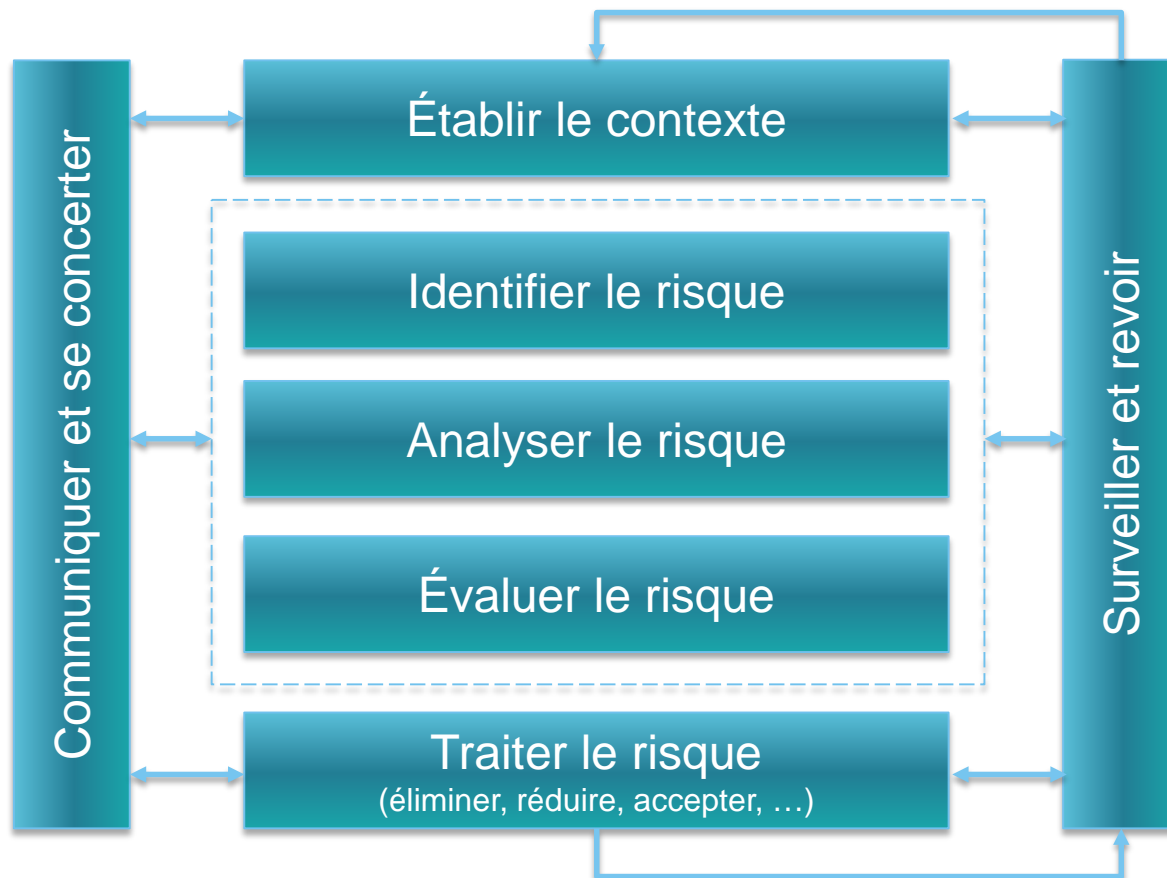 Communiquer et se concerter
Établir le contexte
Identifier le risque
Analyser le risque
Évaluer le risque
Traiter le risque
(éliminer, réduire, accepter, …)
Surveiller et revoir